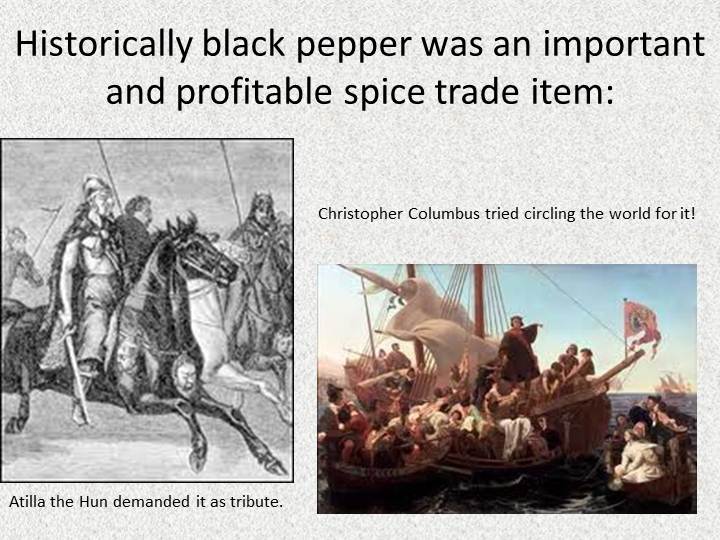 Historically black pepper was an important
and profitable spice trade item:
Christopher Columbus tried circling the world for it!
Atilla the Hun demanded it as tribute.